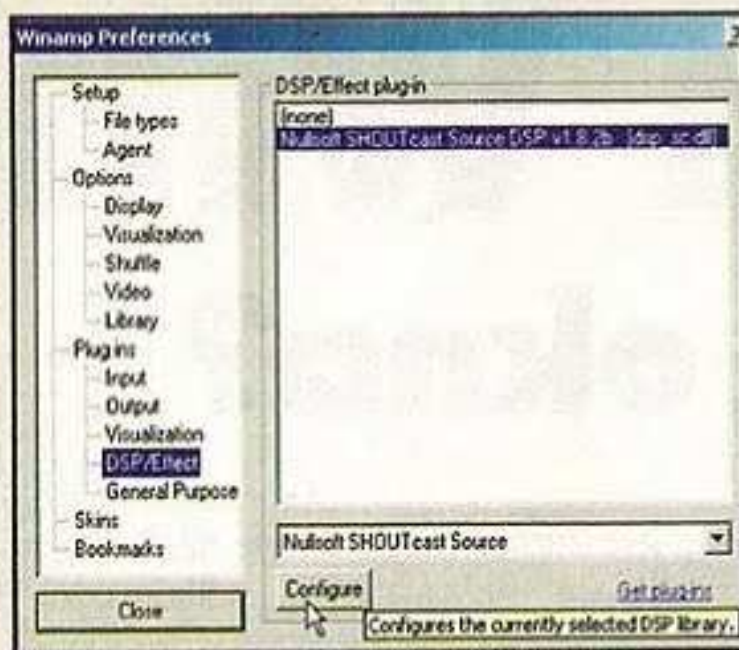 Winamp Preferences
Setup
File types
Agent
Options
Display
Visualization
Shuffle
Video
Library
Plug-ins
Input
Output
Visualization
DSP/Effect
General Purpose
Skins
Bookmarks
Close
DSP/Effect plug-in
(none)
Nullsoft SHOUTcast Source DSP v1.8.2b [dsp_sc.dll]
Nullsoft SHOUTcast Source
Configure
Get plug-ins
Configures the currently selected DSP library.